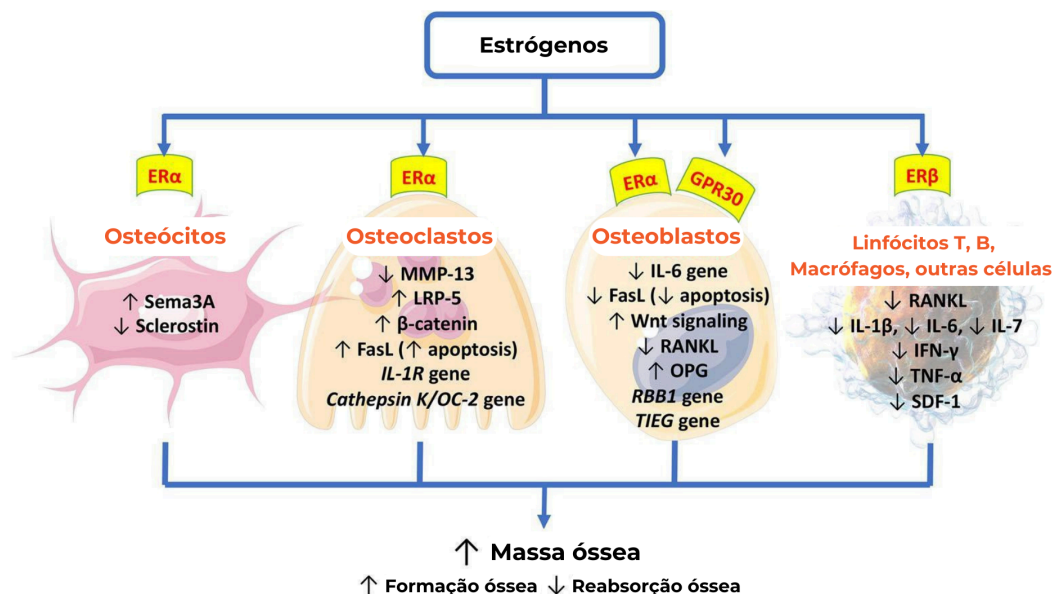 Estrógenos
ERα
ERα
ERα
GPR30
ERβ
Osteócitos
↑ Sema3A
↓ Sclerostin
Osteoclastos
↓ MMP-13
↑ LRP-5
↑ β-catenin
↑ FasL (↑ apoptosis)
IL-1R gene
Cathepsin K/OC-2 gene
Osteoblastos
↓ IL-6 gene
↓ FasL (↓ apoptosis)
↑ Wnt signaling
↓ RANKL
↑ OPG
RBB1 gene
TIEG gene
Linfócitos T, B,
Macrófagos, outras células
↓ RANKL
↓ IL-1β, ↓ IL-6, ↓ IL-7
↓ IFN-γ
↓ TNF-α
↓ SDF-1
↑ Massa óssea
↑ Formação óssea ↓ Reabsorção óssea